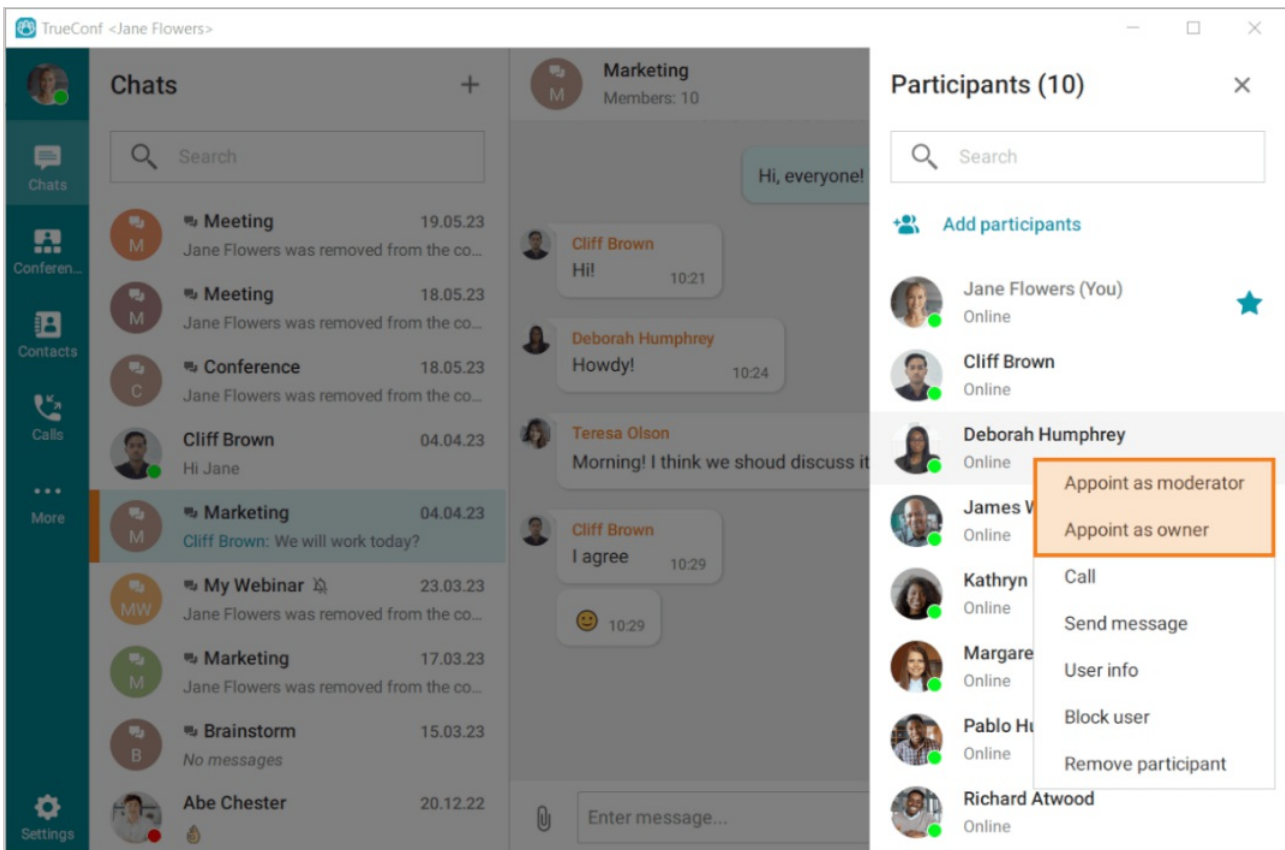 TrueConf <Jane Flowers>
Chats
Conferen...
Contacts
Calls
More
Settings
Chats
Search
M
Meeting 19.05.23
Jane Flowers was removed from the co...
M
Meeting 18.05.23
Jane Flowers was removed from the co...
C
Conference 18.05.23
Jane Flowers was removed from the co...
Cliff Brown 04.04.23
Hi Jane
M
Marketing 04.04.23
Cliff Brown: We will work today?
MW
My Webinar 23.03.23
Jane Flowers was removed from the co...
M
Marketing 17.03.23
Jane Flowers was removed from the co...
B
Brainstorm 15.03.23
No messages
Abe Chester 20.12.22
M
Marketing
Members: 10
Hi, everyone!
Cliff Brown
Hi! 10:21
Deborah Humphrey
Howdy! 10:24
Teresa Olson
Morning! I think we shoud discuss it
Cliff Brown
I agree 10:29
10:29
Enter message...
Participants (10)
Search
Add participants
Jane Flowers (You)
Online
Cliff Brown
Online
Deborah Humphrey
Online
James
Online
Kathryn
Online
Margare
Online
Pablo
Online
Richard Atwood
Online
Appoint as moderator
Appoint as owner
Call
Send message
User info
Block user
Remove participant